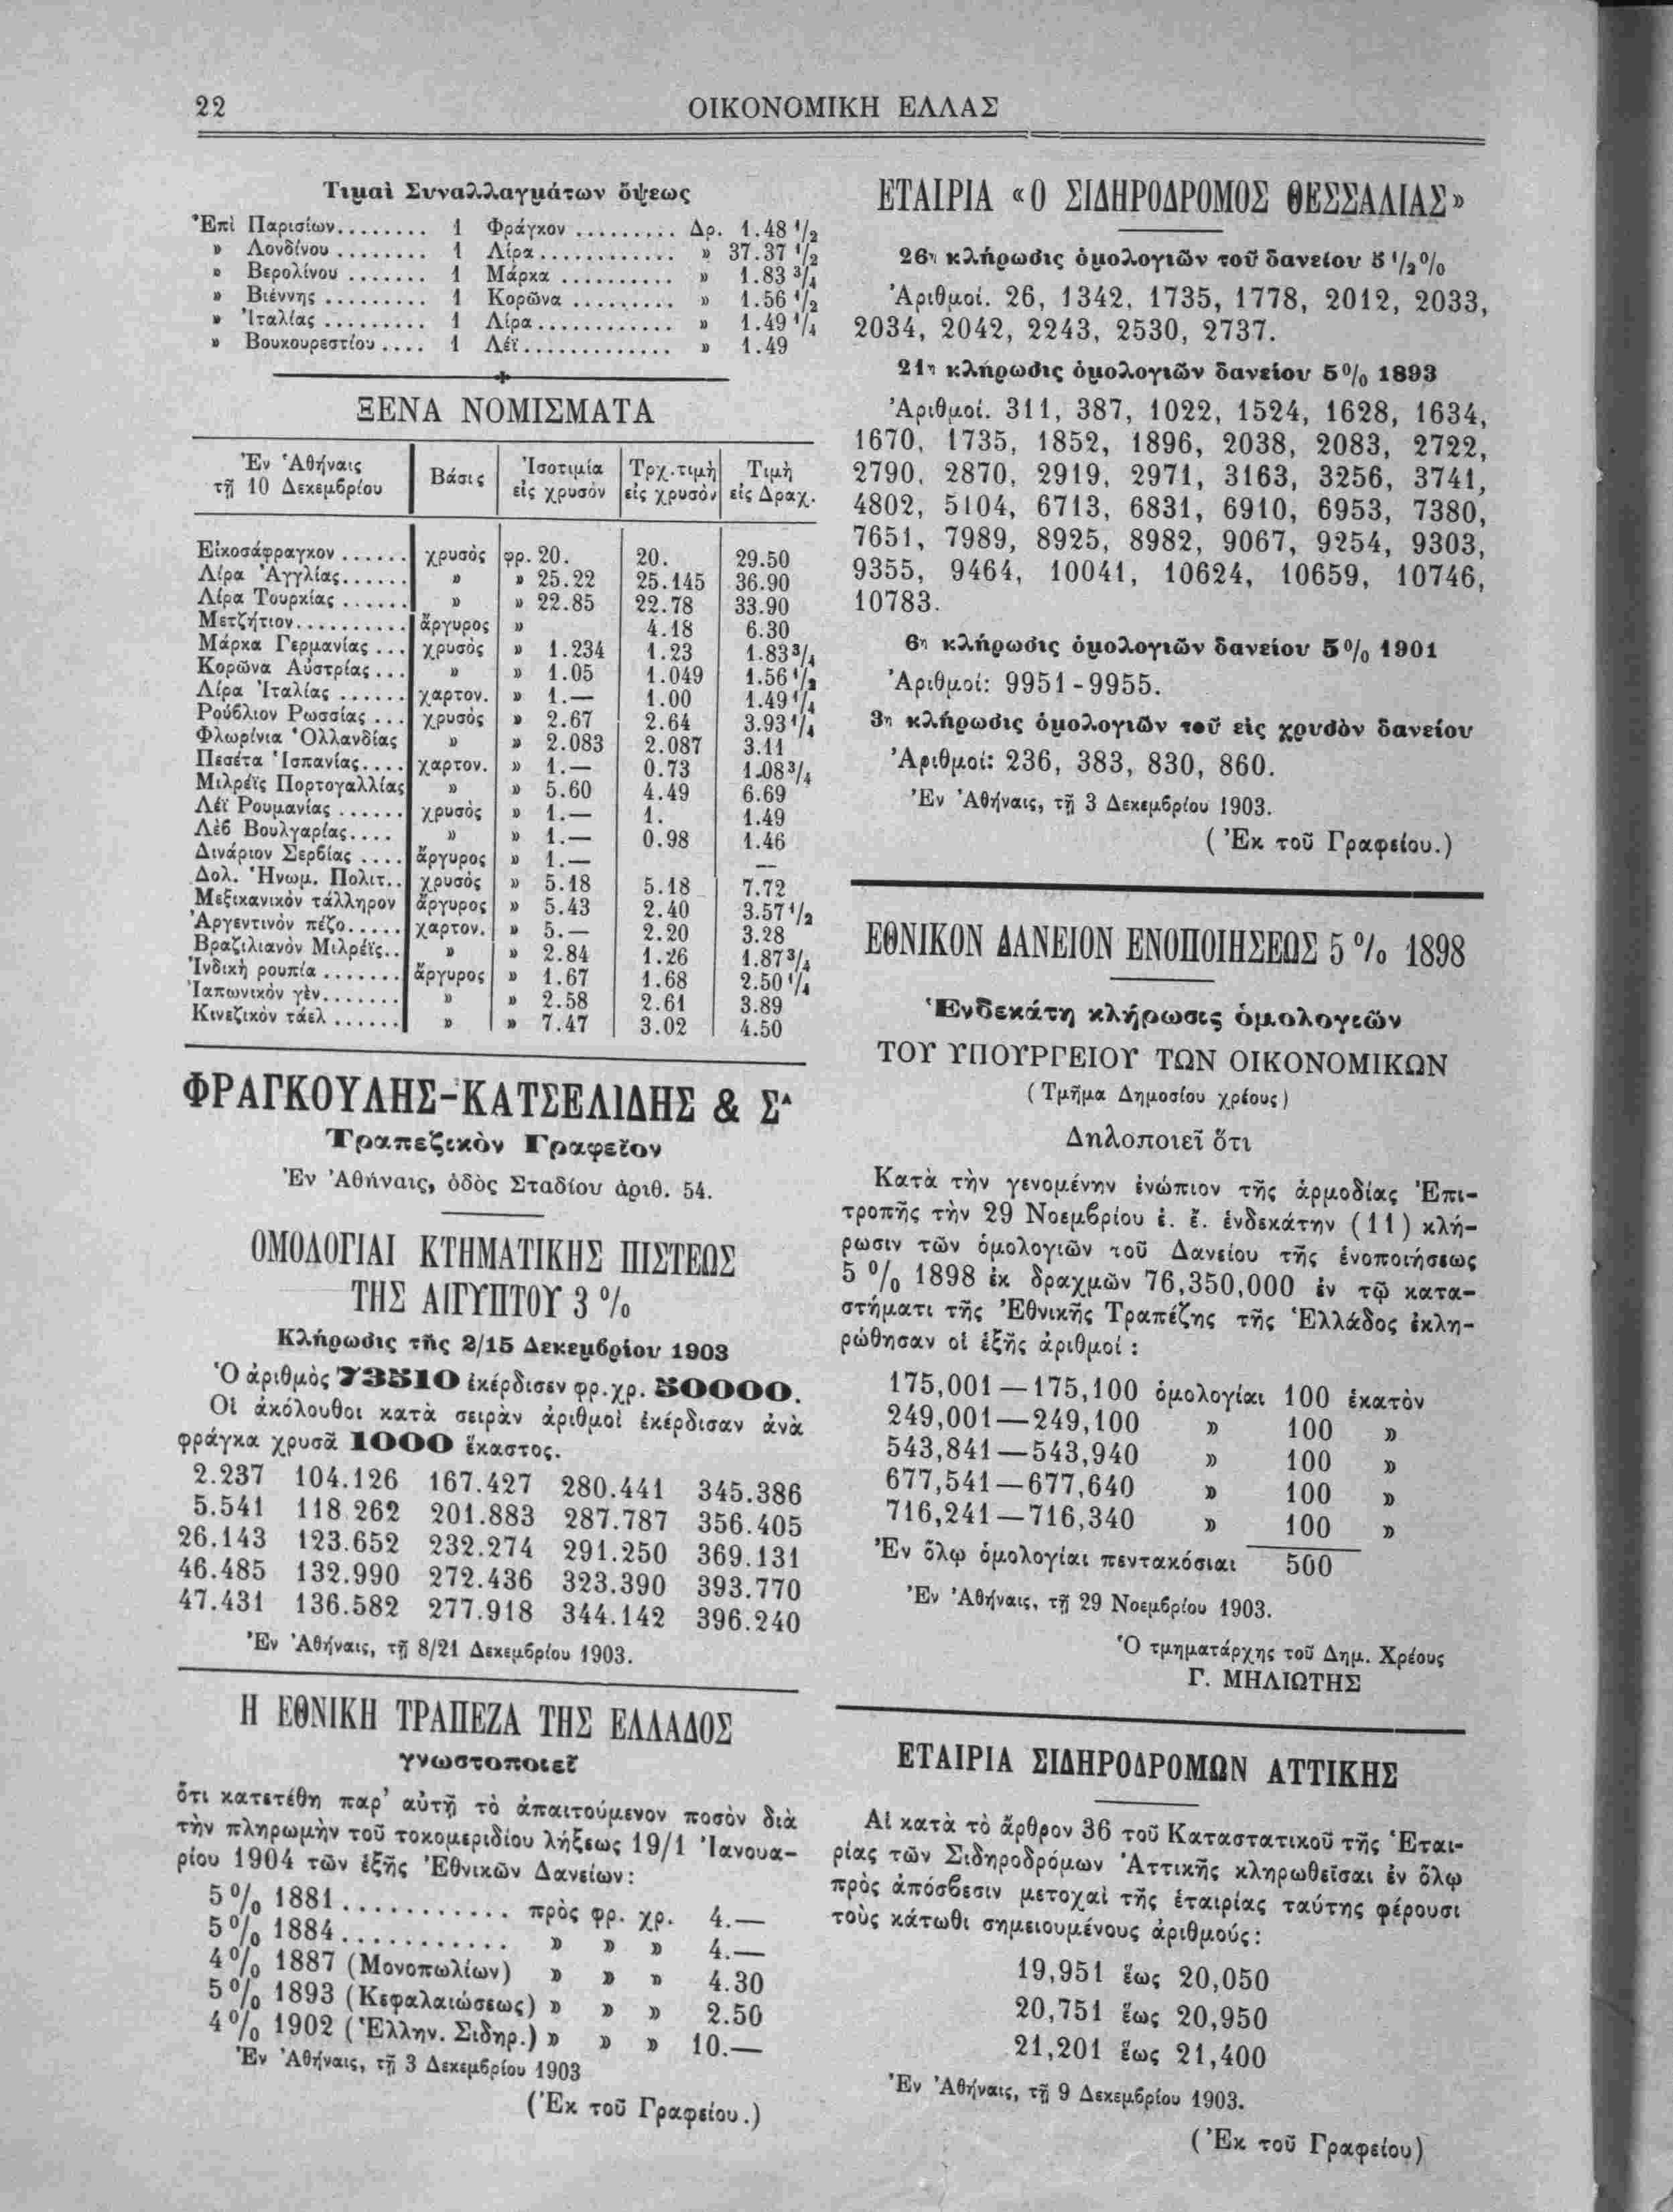 22
ΟΙΚΟΝΟΜΙΚΗ ΕΛΛΑΣ
Τιμαὶ Συναλλαγμάτων ὄψεως
Ἐπὶ Παρισίων........ 1 Φράγκον ......... Δρ. 1.48 1/2
» Λονδίνου ........ 1 Λίρα............ » 37.37 1/2
» Βερολίνου ....... 1 Μάρκα .......... » 1.83 3/4
» Βιέννης ......... 1 Κορῶνα ......... » 1.56 1/2
» Ἰταλίας ......... 1 Λίρα............ » 1.49 1/4
» Βουκουρεστίου .... 1 Λέϊ............. » 1.49
ΞΕΝΑ ΝΟΜΙΣΜΑΤΑ
Ἐν Ἀθήναις τῇ 10 Δεκεμβρίου | Βάσις | Ἰσοτιμία εἰς χρυσόν | Τρχ.τιμὴ εἰς χρυσὸν | Τιμὴ εἰς Δραχ.
Εἰκοσάφραγκον ...... χρυσὸς φρ. 20. 20. 29.50
Λίρα Ἀγγλίας...... » » 25.22 25.145 36.90
Λίρα Τουρκίας ...... » » 22.85 22.78 33.90
Μετζήτιον.......... ἄργυρος » 4.18 6.30
Μάρκα Γερμανίας ... χρυσὸς » 1.234 1.23 1.83 3/4
Κορῶνα Αὐστρίας... » » 1.05 1.049 1.56 1/2
Λίρα Ἰταλίας ...... χαρτον. » 1.— 1.00 1.49 1/4
Ρούβλιον Ρωσσίας ... χρυσὸς » 2.67 2.64 3.93 1/4
Φλωρίνια Ὁλλανδίας » » 2.083 2.087 3.11
Πεσέτα Ἱσπανίας.... χαρτον. » 1.— 0.73 1.08 3/4
Μιλρέϊς Πορτογαλλίας » » 5.60 4.49 6.69
Λέϊ Ρουμανίας ...... χρυσὸς » 1.— 1. 1.49
Λὲβ Βουλγαρίας.... » » 1.— 0.98 1.46
Δινάριον Σερβίας .... ἄργυρος » 1.— —
Δολ. Ἡνωμ. Πολιτ.. χρυσὸς » 5.18 5.18 7.72
Μεξικανικὸν τάλληρον ἄργυρος » 5.43 2.40 3.57 1/2
Ἀργεντινὸν πέζο..... χαρτον. » 5.— 2.20 3.28
Βραζιλιανὸν Μιλρέϊς.. » » 2.84 1.26 1.87 3/4
Ἰνδικὴ ρουπία ....... ἄργυρος » 1.67 1.68 2.50 1/4
Ἰαπωνικὸν γὲν....... » » 2.58 2.61 3.89
Κινεζικὸν τάελ ...... » » 7.47 3.02 4.50
ΦΡΑΓΚΟΥΛΗΣ-ΚΑΤΣΕΛΙΔΗΣ & Σᴬ
Τραπεζικὸν Γραφεῖον
Ἐν Ἀθήναις, ὁδὸς Σταδίου ἀριθ. 54.
ΟΜΟΛΟΓΙΑΙ ΚΤΗΜΑΤΙΚΗΣ ΠΙΣΤΕΩΣ
ΤΗΣ ΑΙΓΥΠΤΟΥ 3 %
Κλήρωσις τῆς 2/15 Δεκεμβρίου 1903
Ὁ ἀριθμὸς 73510 ἐκέρδισεν φρ.χρ. 50000.
Οἱ ἀκόλουθοι κατὰ σειρὰν ἀριθμοὶ ἐκέρδισαν ἀνὰ
φράγκα χρυσᾶ 1000 ἕκαστος.
2.237 104.126 167.427 280.441 345.386
5.541 118 262 201.883 287.787 356.405
26.143 123.652 232.274 291.250 369.131
46.485 132.990 272.436 323.390 393.770
47.431 136.582 277.918 344.142 396.240
Ἐν Ἀθήναις, τῇ 8/21 Δεκεμβρίου 1903.
Η ΕΘΝΙΚΗ ΤΡΑΠΕΖΑ ΤΗΣ ΕΛΛΑΔΟΣ
γνωστοποιεῖ
ὅτι κατετέθη παρ' αὐτῇ τὸ ἀπαιτούμενον ποσὸν διὰ
τὴν πληρωμὴν τοῦ τοκομεριδίου λήξεως 19/1 Ἰανουα-
ρίου 1904 τῶν ἑξῆς Ἐθνικῶν Δανείων:
5 % 1881 ............ πρὸς φρ. χρ. 4.—
5 % 1884 ............ » » » 4.—
4 % 1887 (Μονοπωλίων) » » » 4.30
5 % 1893 (Κεφαλαιώσεως) » » » 2.50
4 % 1902 (Ἑλλην. Σιδηρ.) » » » 10.—
Ἐν Ἀθήναις, τῇ 3 Δεκεμβρίου 1903
(Ἐκ τοῦ Γραφείου.)
ΕΤΑΙΡΙΑ «Ο ΣΙΔΗΡΟΔΡΟΜΟΣ ΘΕΣΣΑΛΙΑΣ»
26η κλήρωσις ὁμολογιῶν τοῦ δανείου 5 1/2 %
Ἀριθμοί. 26, 1342, 1735, 1778, 2012, 2033,
2034, 2042, 2243, 2530, 2737.
21η κλήρωσις ὁμολογιῶν δανείου 5 % 1893
Ἀριθμοί. 311, 387, 1022, 1524, 1628, 1634,
1670, 1735, 1852, 1896, 2038, 2083, 2722,
2790, 2870, 2919, 2971, 3163, 3256, 3741,
4802, 5104, 6713, 6831, 6910, 6953, 7380,
7651, 7989, 8925, 8982, 9067, 9254, 9303,
9355, 9464, 10041, 10624, 10659, 10746,
10783.
6η κλήρωσις ὁμολογιῶν δανείου 5 % 1901
Ἀριθμοί: 9951-9955.
3η κλήρωσις ὁμολογιῶν τοῦ εἰς χρυσὸν δανείου
Ἀριθμοί: 236, 383, 830, 860.
Ἐν Ἀθήναις, τῇ 3 Δεκεμβρίου 1903.
(Ἐκ τοῦ Γραφείου.)
ΕΘΝΙΚΟΝ ΔΑΝΕΙΟΝ ΕΝΟΠΟΙΗΣΕΩΣ 5 % 1898
Ἑνδεκάτη κλήρωσις ὁμολογιῶν
ΤΟΥ ΥΠΟΥΡΓΕΙΟΥ ΤΩΝ ΟΙΚΟΝΟΜΙΚΩΝ
(Τμῆμα Δημοσίου χρέους)
Δηλοποιεῖ ὅτι
Κατὰ τὴν γενομένην ἐνώπιον τῆς ἁρμοδίας Ἐπι-
τροπῆς τὴν 29 Νοεμβρίου ἐ. ἔ. ἑνδεκάτην (11) κλή-
ρωσιν τῶν ὁμολογιῶν τοῦ Δανείου τῆς ἑνοποιήσεως
5 % 1898 ἐκ δραχμῶν 76,350,000 ἐν τῷ κατα-
στήματι τῆς Ἐθνικῆς Τραπέζης τῆς Ἑλλάδος ἐκλη-
ρώθησαν οἱ ἑξῆς ἀριθμοί :
175,001—175,100 ὁμολογίαι 100 ἑκατὸν
249,001—249,100 » 100 »
543,841—543,940 » 100 »
677,541—677,640 » 100 »
716,241—716,340 » 100 »
Ἐν ὅλῳ ὁμολογίαι πεντακόσιαι 500
Ἐν Ἀθήναις, τῇ 29 Νοεμβρίου 1903.
Ὁ τμηματάρχης τοῦ Δημ. Χρέους
Γ. ΜΗΛΙΩΤΗΣ
ΕΤΑΙΡΙΑ ΣΙΔΗΡΟΔΡΟΜΩΝ ΑΤΤΙΚΗΣ
Αἱ κατὰ τὸ ἄρθρον 36 τοῦ Καταστατικοῦ τῆς Ἑται-
ρίας τῶν Σιδηροδρόμων Ἀττικῆς κληρωθεῖσαι ἐν ὅλῳ
πρὸς ἀπόσβεσιν μετοχαὶ τῆς ἑταιρίας ταύτης φέρουσι
τοὺς κάτωθι σημειουμένους ἀριθμούς:
19,951 ἕως 20,050
20,751 ἕως 20,950
21,201 ἕως 21,400
Ἐν Ἀθήναις, τῇ 9 Δεκεμβρίου 1903.
(Ἐκ τοῦ Γραφείου)